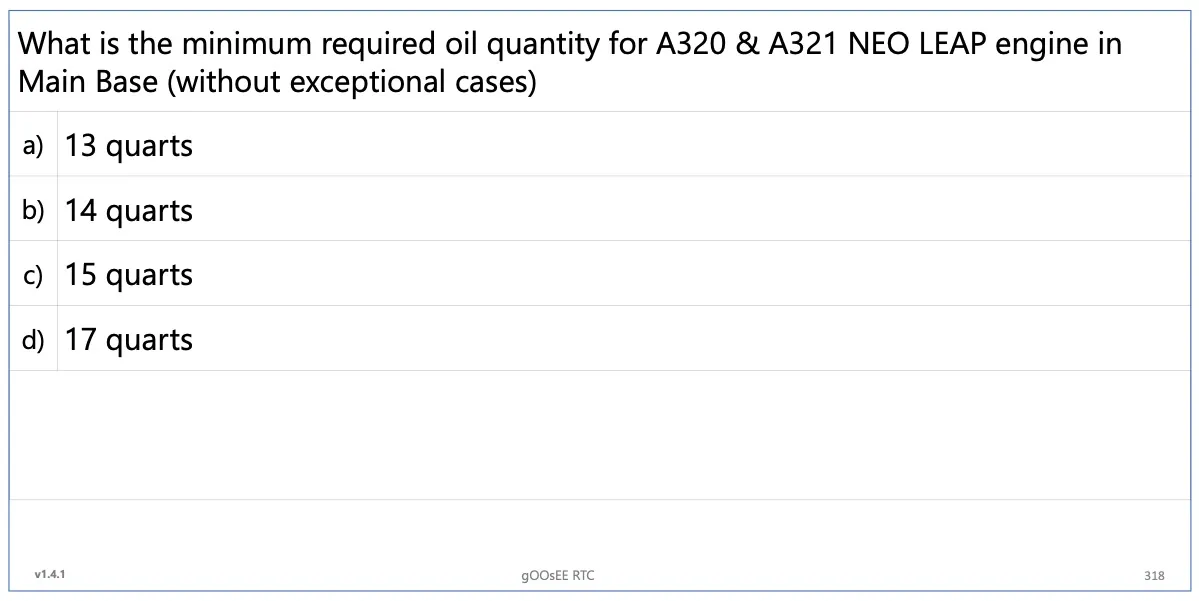 What is the minimum required oil quantity for A320 & A321 NEO LEAP engine in
Main Base (without exceptional cases)
a) 13 quarts
b) 14 quarts
c) 15 quarts
d) 17 quarts
v1.4.1 gOOsEE RTC 318